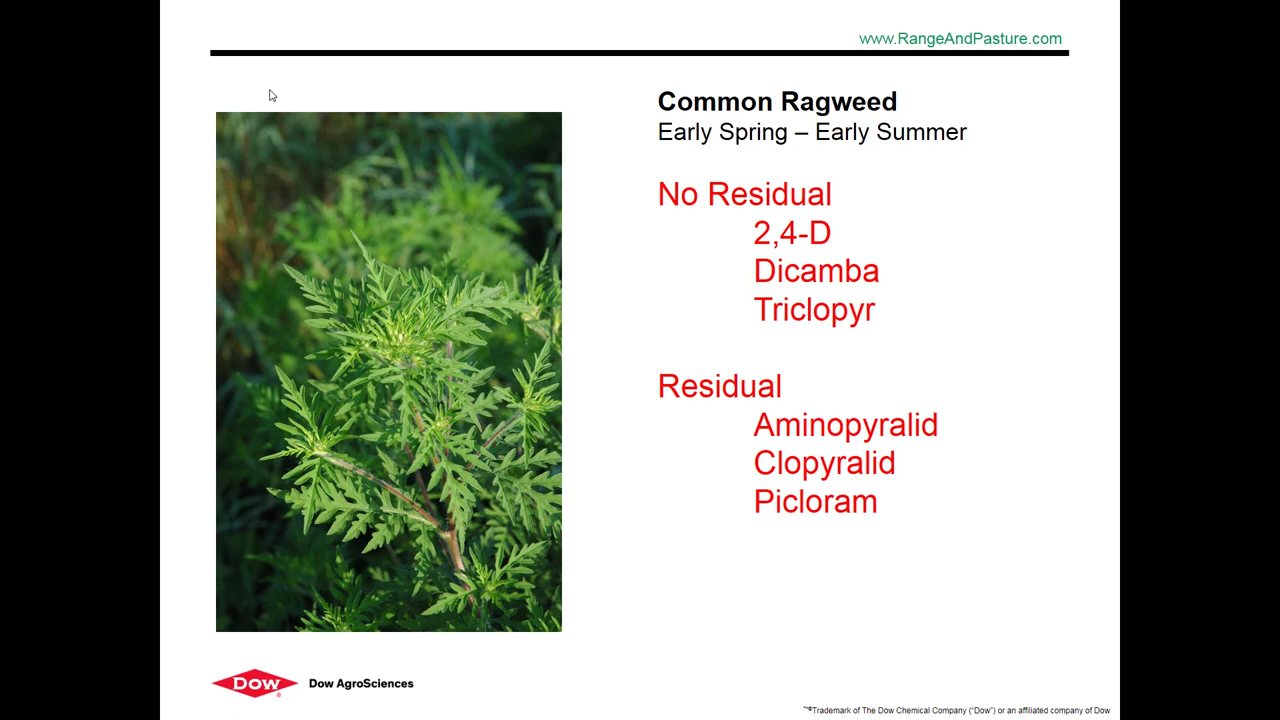 www.RangeAndPasture.com
Common Ragweed
Early Spring – Early Summer
No Residual
2,4-D
Dicamba
Triclopyr
Residual
Aminopyralid
Clopyralid
Picloram
Dow
®
Dow AgroSciences
™®Trademark of The Dow Chemical Company ("Dow") or an affiliated company of Dow